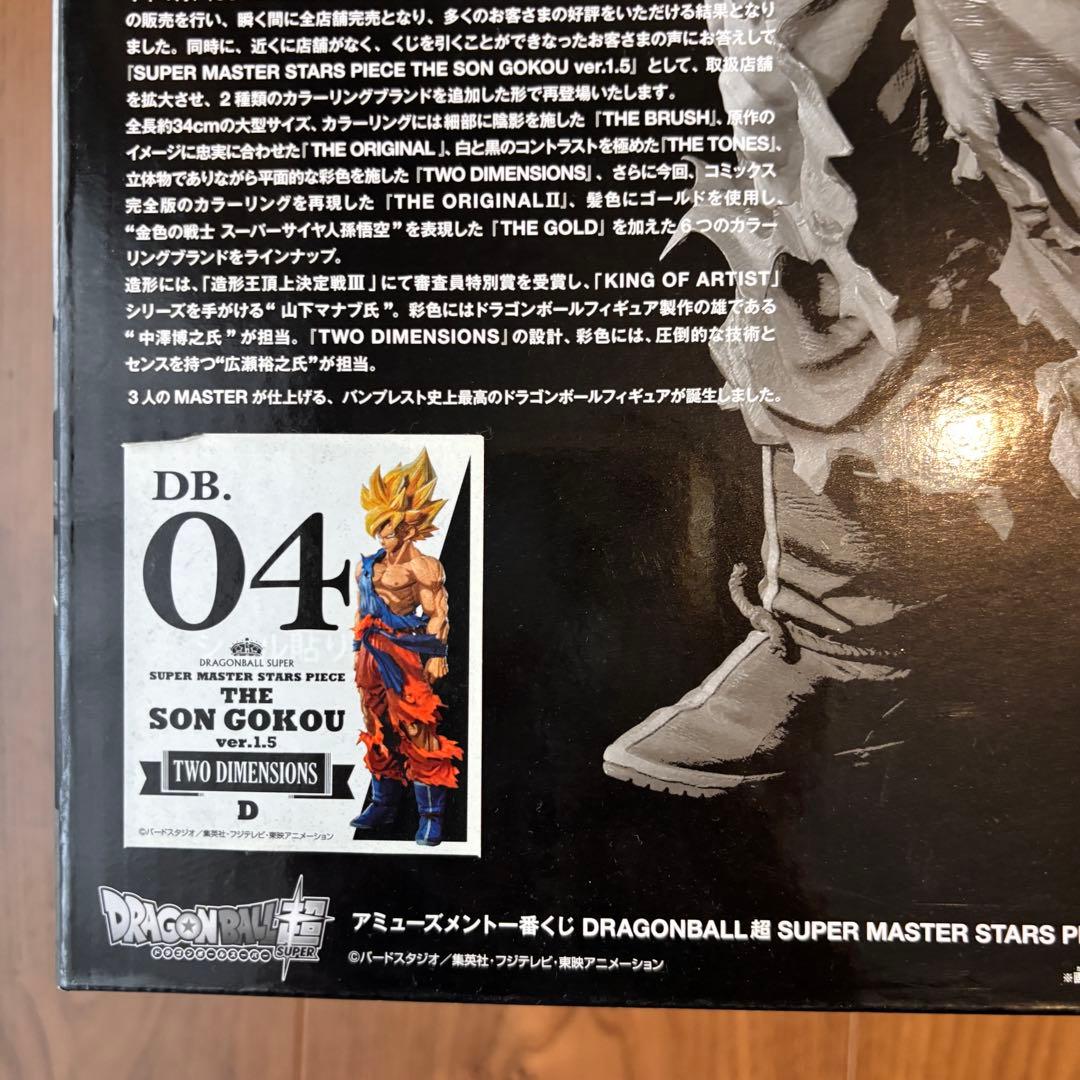 の販売を行い、瞬く間に全店舗完売となり、多くのお客さまの好評をいただける結果となり
ました。同時に、近くに店舗がなく、くじを引くことができなったお客さまの声にお答えして
『SUPER MASTER STARS PIECE THE SON GOKOU ver.1.5』として、取扱店舗
を拡大させ、2種類のカラーリングブランドを追加した形で再登場いたします。
全長約34cmの大型サイズ、カラーリングには細部に陰影を施した『THE BRUSH』、原作の
イメージに忠実に合わせた『THE ORIGINAL』、白と黒のコントラストを極めた『THE TONES』、
立体物でありながら平面的な彩色を施した『TWO DIMENSIONS』、さらに今回、コミックス
完全版のカラーリングを再現した『THE ORIGINALⅡ』、髪色にゴールドを使用し、
“金色の戦士 スーパーサイヤ人孫悟空”を表現した『THE GOLD』を加えた6つのカラー
リングブランドをラインナップ。
造形には、「造形王頂上決定戦Ⅲ」にて審査員特別賞を受賞し、「KING OF ARTIST」
シリーズを手がける“山下マナブ氏”。彩色にはドラゴンボールフィギュア製作の雄である
“中澤博之氏”が担当。『TWO DIMENSIONS』の設計、彩色には、圧倒的な技術と
センスを持つ“広瀬裕之氏”が担当。
3人のMASTERが仕上げる、バンプレスト史上最高のドラゴンボールフィギュアが誕生しました。
DB.
04
シール貼り
DRAGONBALL SUPER
SUPER MASTER STARS PIECE
THE
SON GOKOU
ver.1.5
TWO DIMENSIONS
D
©バードスタジオ／集英社・フジテレビ・東映アニメーション
DRAGONBALL超
ドラゴンボールスーパー SUPER
アミューズメント一番くじ DRAGONBALL超 SUPER MASTER STARS
©バードスタジオ／集英社・フジテレビ・東映アニメーション